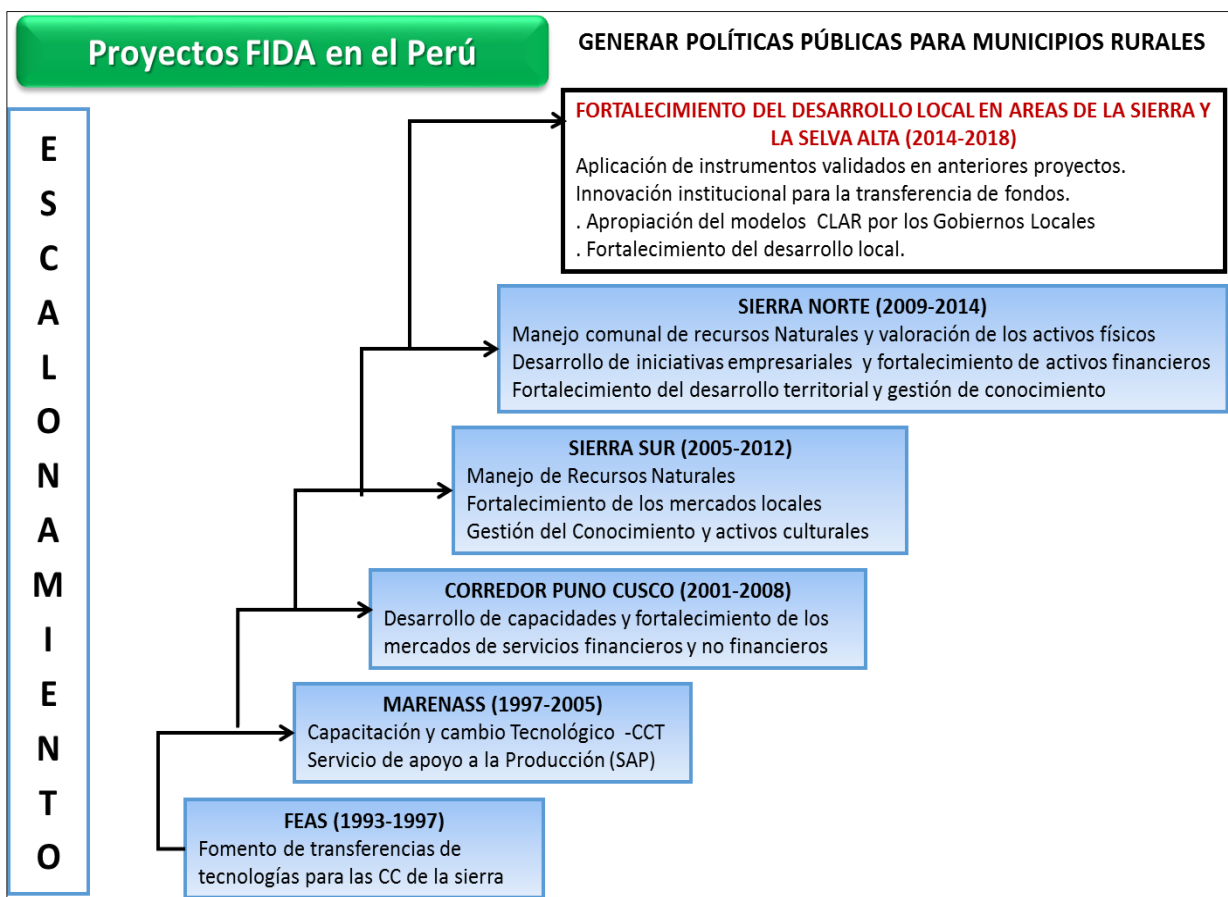 Proyectos FIDA en el Perú
GENERAR POLÍTICAS PÚBLICAS PARA MUNICIPIOS RURALES
ESCALONAMIENTO
FORTALECIMIENTO DEL DESARROLLO LOCAL EN AREAS DE LA SIERRA Y
LA SELVA ALTA (2014-2018)
Aplicación de instrumentos validados en anteriores proyectos.
Innovación institucional para la transferencia de fondos.
. Apropiación del modelos CLAR por los Gobiernos Locales
. Fortalecimiento del desarrollo local.
SIERRA NORTE (2009-2014)
Manejo comunal de recursos Naturales y valoración de los activos físicos
Desarrollo de iniciativas empresariales y fortalecimiento de activos financieros
Fortalecimiento del desarrollo territorial y gestión de conocimiento
SIERRA SUR (2005-2012)
Manejo de Recursos Naturales
Fortalecimiento de los mercados locales
Gestión del Conocimiento y activos culturales
CORREDOR PUNO CUSCO (2001-2008)
Desarrollo de capacidades y fortalecimiento de los
mercados de servicios financieros y no financieros
MARENASS (1997-2005)
Capacitación y cambio Tecnológico -CCT
Servicio de apoyo a la Producción (SAP)
FEAS (1993-1997)
Fomento de transferencias de
tecnologías para las CC de la sierra